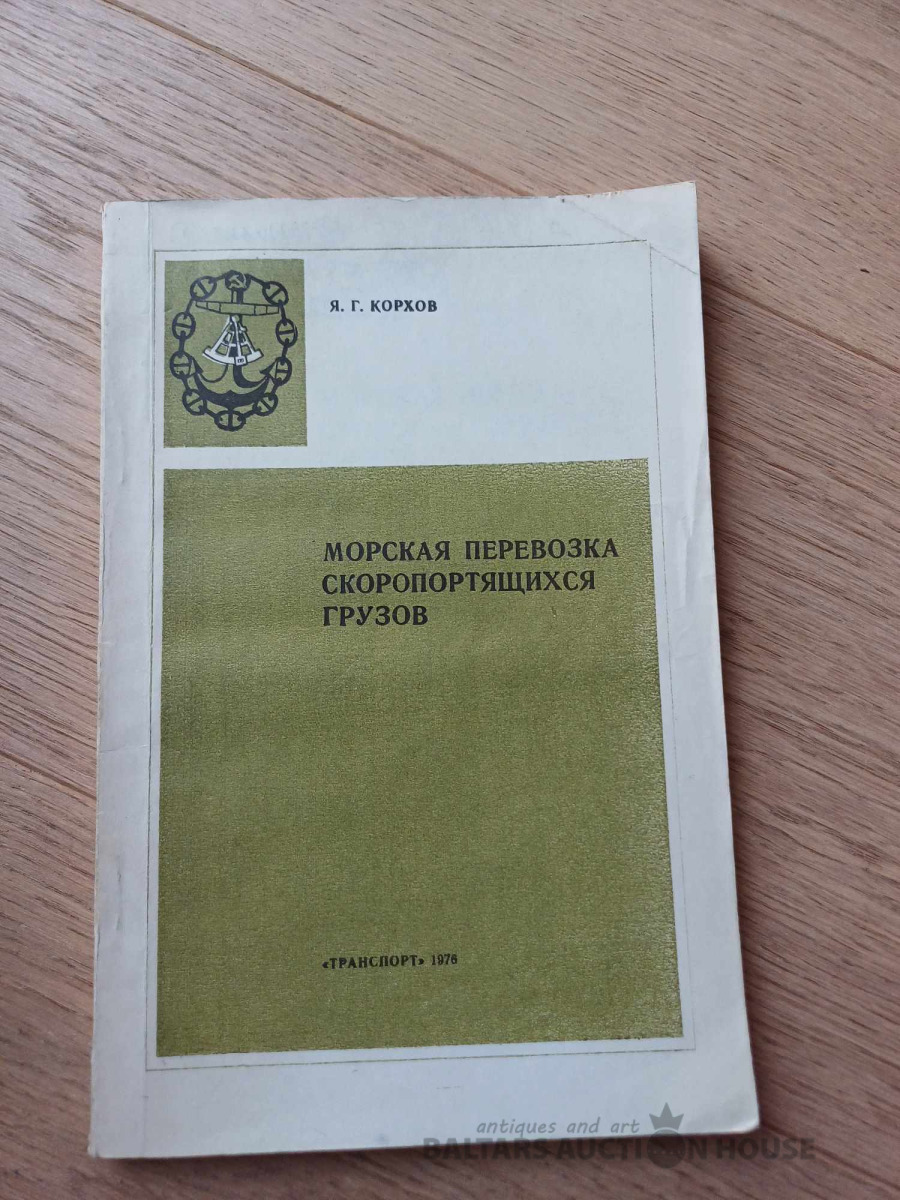 Я. Г. КОРХОВ
МОРСКАЯ ПЕРЕВОЗКА
СКОРОПОРТЯЩИХСЯ
ГРУЗОВ
«ТРАНСПОРТ» 1976
antiques and art
BALTARS AUCTION HOUSE